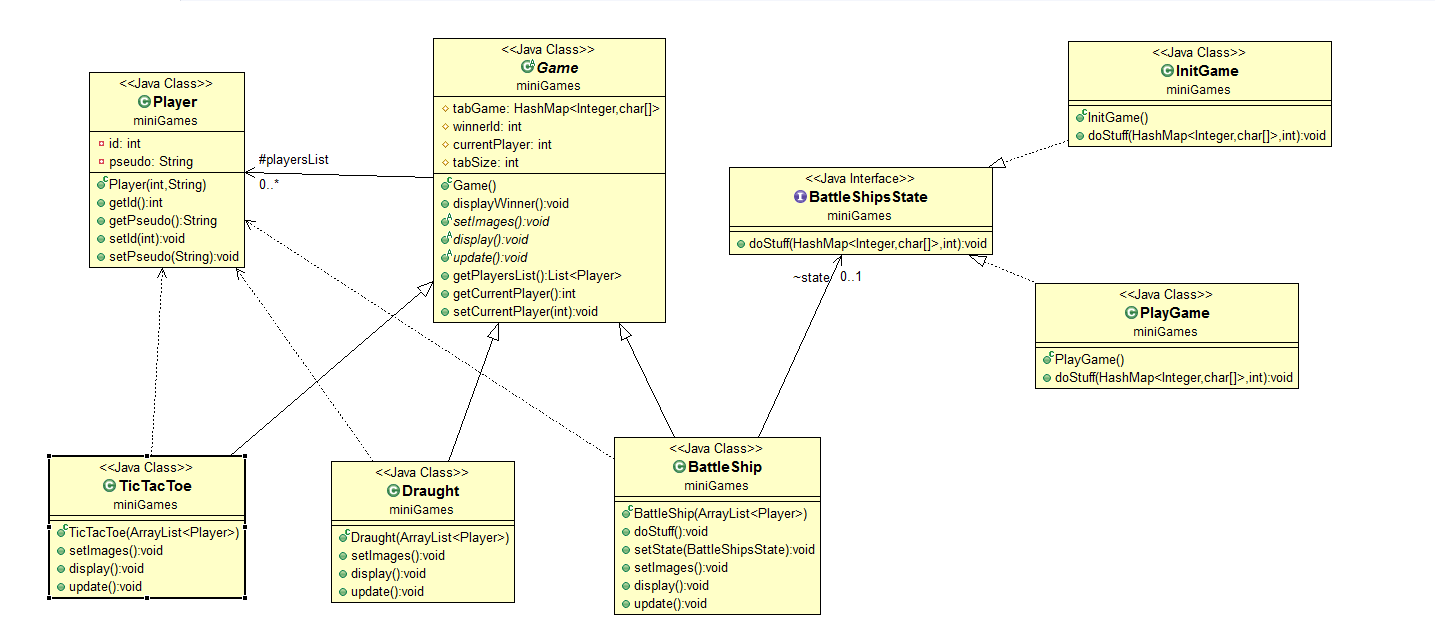 <<Java Class>>
Player
miniGames
id: int
pseudo: String
Player(int,String)
getId():int
getPseudo():String
setId(int):void
setPseudo(String):void
#playersList
0..*
<<Java Class>>
Game
miniGames
tabGame: HashMap<Integer,char[]>
winnerId: int
currentPlayer: int
tabSize: int
Game()
displayWinner():void
setImages():void
display():void
update():void
getPlayersList():List<Player>
getCurrentPlayer():int
setCurrentPlayer(int):void
<<Java Class>>
InitGame
miniGames
InitGame()
doStuff(HashMap<Integer,char[]>,int):void
<<Java Interface>>
BattleShipsState
miniGames
doStuff(HashMap<Integer,char[]>,int):void
~state
0..1
<<Java Class>>
PlayGame
miniGames
PlayGame()
doStuff(HashMap<Integer,char[]>,int):void
<<Java Class>>
TicTacToe
miniGames
TicTacToe(ArrayList<Player>)
setImages():void
display():void
update():void
<<Java Class>>
Draught
miniGames
Draught(ArrayList<Player>)
setImages():void
display():void
update():void
<<Java Class>>
BattleShip
miniGames
BattleShip(ArrayList<Player>)
doStuff():void
setState(BattleShipsState):void
setImages():void
display():void
update():void